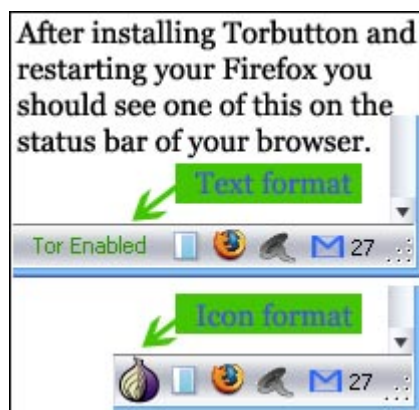 After installing Torbutton and
restarting your Firefox you
should see one of this on the
status bar of your browser.
Text format
Tor Enabled 27
Icon format
27